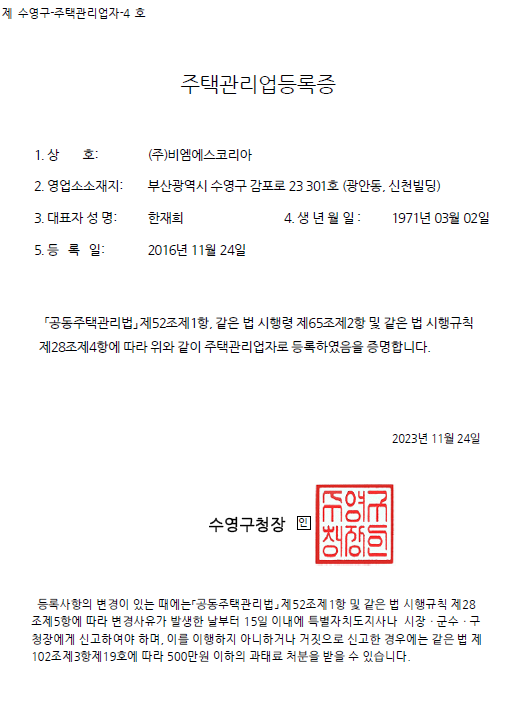 제 수영구-주택관리업자-4 호
주택관리업등록증
1. 상 호: (주)비엠에스코리아
2. 영업소소재지: 부산광역시 수영구 감포로 23 301호 (광안동, 신천빌딩)
3. 대표자 성 명: 한재희 4. 생 년 월 일 : 1971년 03월 02일
5. 등 록 일: 2016년 11월 24일
「공동주택관리법」제52조제1항, 같은 법 시행령 제65조제2항 및 같은 법 시행규칙
제28조제4항에 따라 위와 같이 주택관리업자로 등록하였음을 증명합니다.
2023년 11월 24일
수영구청장 인
등록사항의 변경이 있는 때에는「공동주택관리법」제52조제1항 및 같은 법 시행규칙 제28
조제5항에 따라 변경사유가 발생한 날부터 15일 이내에 특별자치도지사나 시장ㆍ군수ㆍ구
청장에게 신고하여야 하며, 이를 이행하지 아니하거나 거짓으로 신고한 경우에는 같은 법 제
102조제3항제19호에 따라 500만원 이하의 과태료 처분을 받을 수 있습니다.